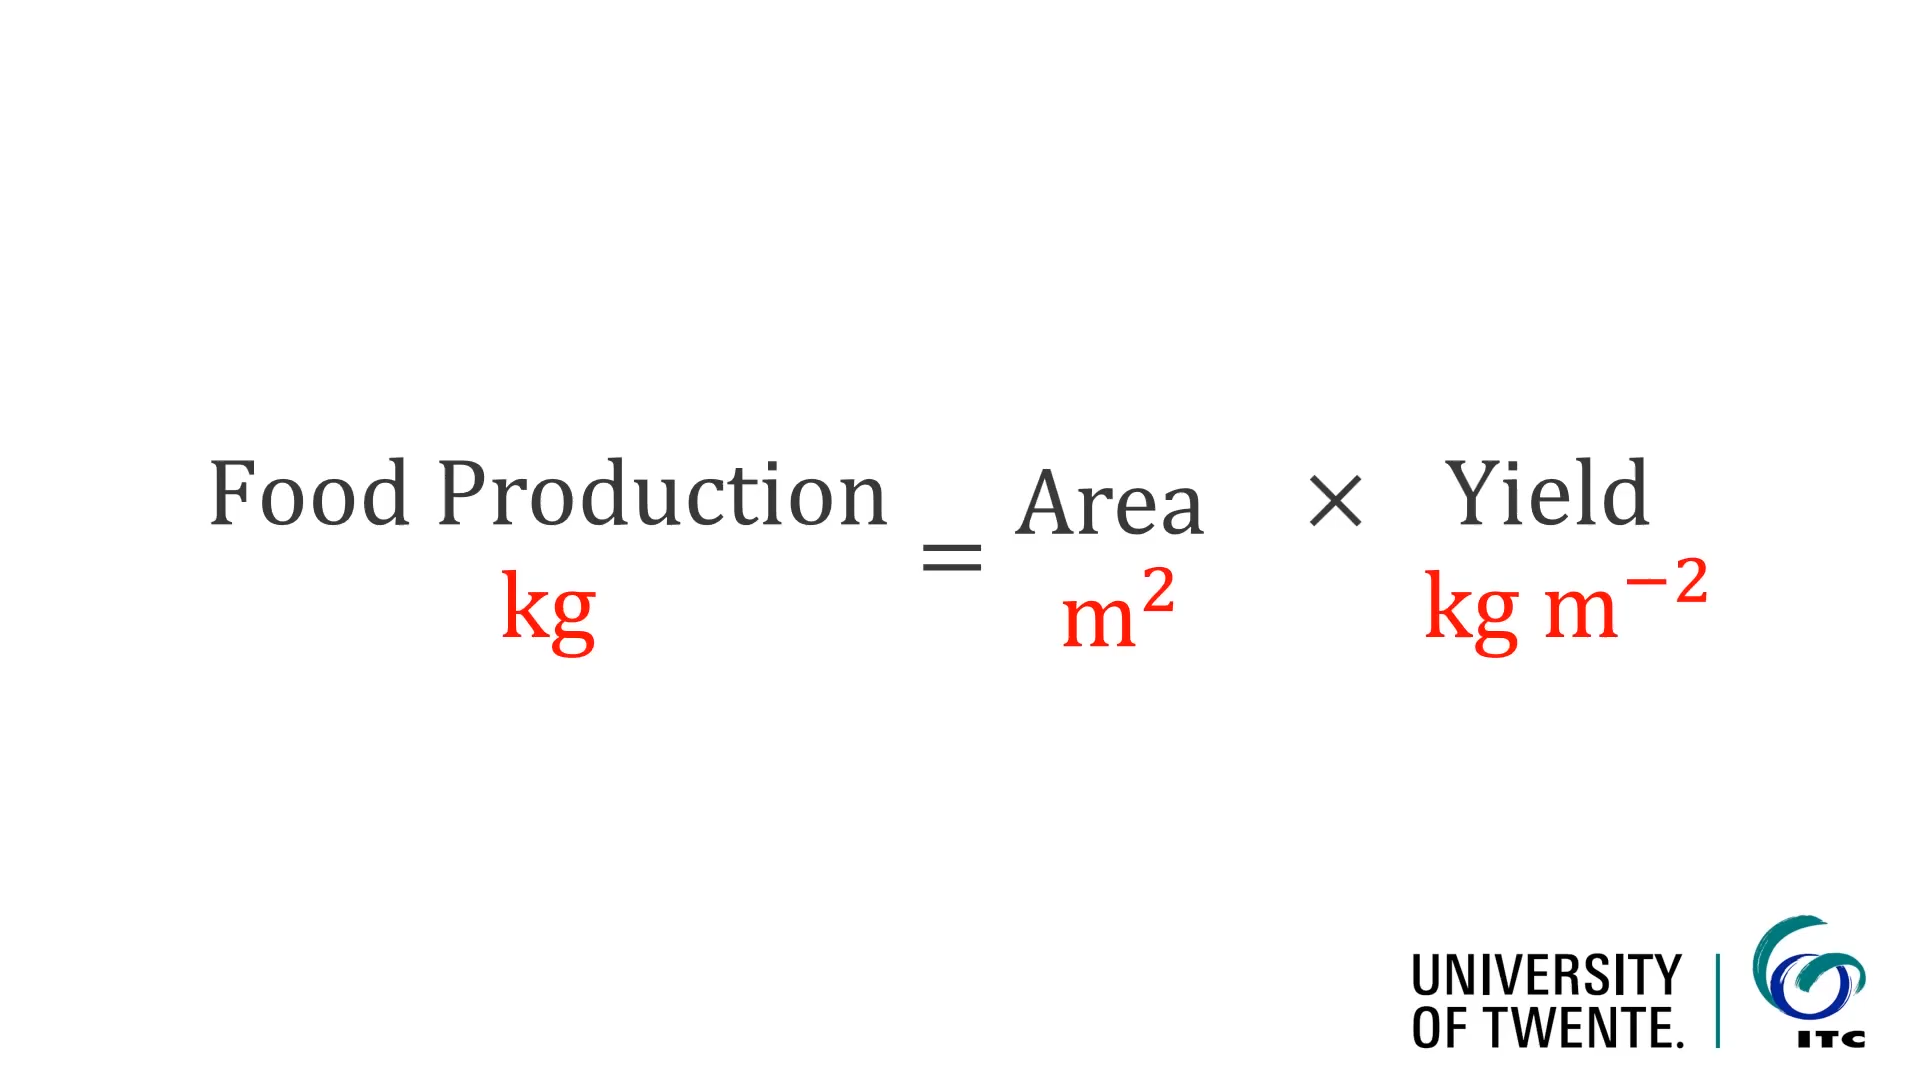 Food Production = Area × Yield
kg m² kg m⁻²
UNIVERSITY
OF TWENTE.
ITC